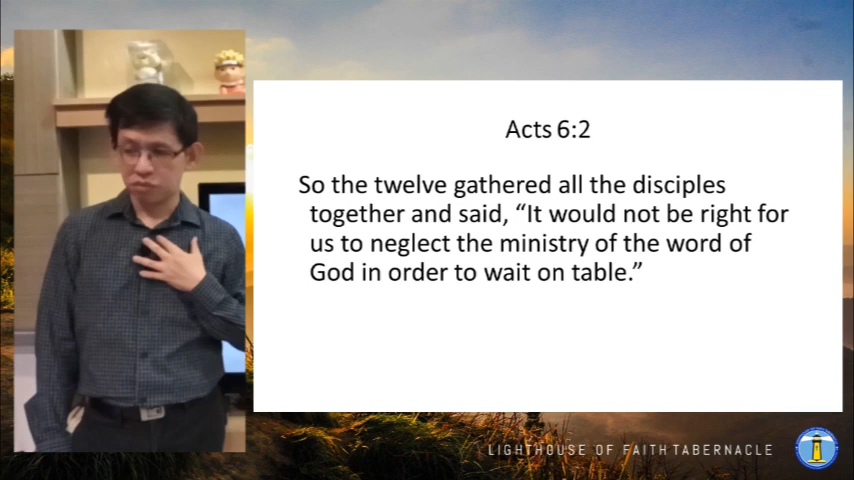 Acts 6:2
So the twelve gathered all the disciples
together and said, “It would not be right for
us to neglect the ministry of the word of
God in order to wait on table.”
LIGHTHOUSE OF FAITH TABERNACLE